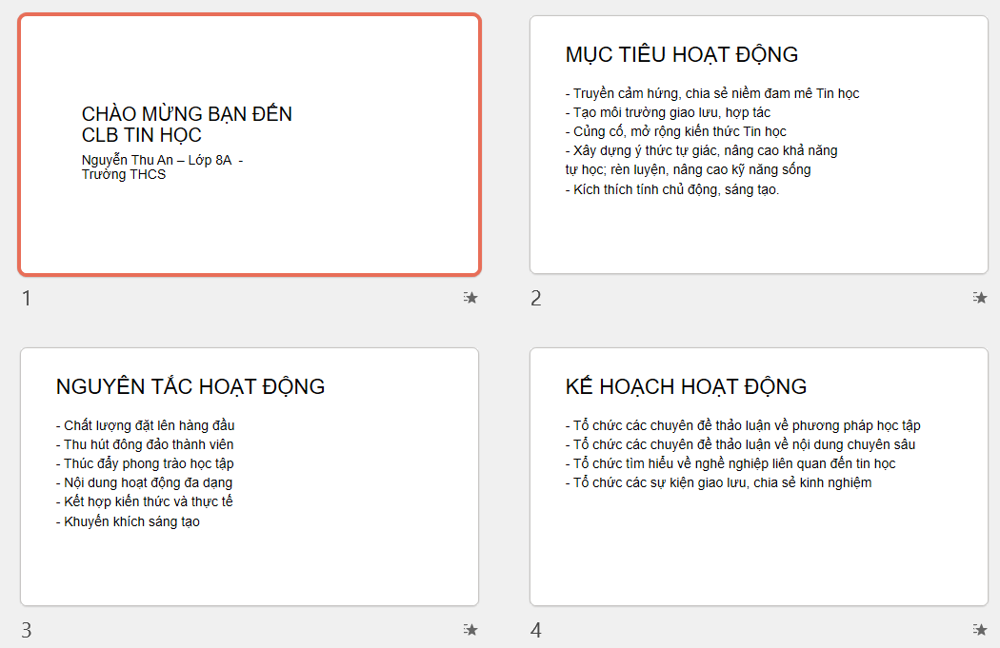 CHÀO MỪNG BẠN ĐẾN
CLB TIN HỌC
Nguyễn Thu An – Lớp 8A -
Trường THCS
1
MỤC TIÊU HOẠT ĐỘNG
- Truyền cảm hứng, chia sẻ niềm đam mê Tin học
- Tạo môi trường giao lưu, hợp tác
- Củng cố, mở rộng kiến thức Tin học
- Xây dựng ý thức tự giác, nâng cao khả năng
tự học; rèn luyện, nâng cao kỹ năng sống
- Kích thích tính chủ động, sáng tạo.
2
NGUYÊN TẮC HOẠT ĐỘNG
- Chất lượng đặt lên hàng đầu
- Thu hút đông đảo thành viên
- Thúc đẩy phong trào học tập
- Nội dung hoạt động đa dạng
- Kết hợp kiến thức và thực tế
- Khuyến khích sáng tạo
3
KẾ HOẠCH HOẠT ĐỘNG
- Tổ chức các chuyên đề thảo luận về phương pháp học tập
- Tổ chức các chuyên đề thảo luận về nội dung chuyên sâu
- Tổ chức tìm hiểu về nghề nghiệp liên quan đến tin học
- Tổ chức các sự kiện giao lưu, chia sẻ kinh nghiệm
4